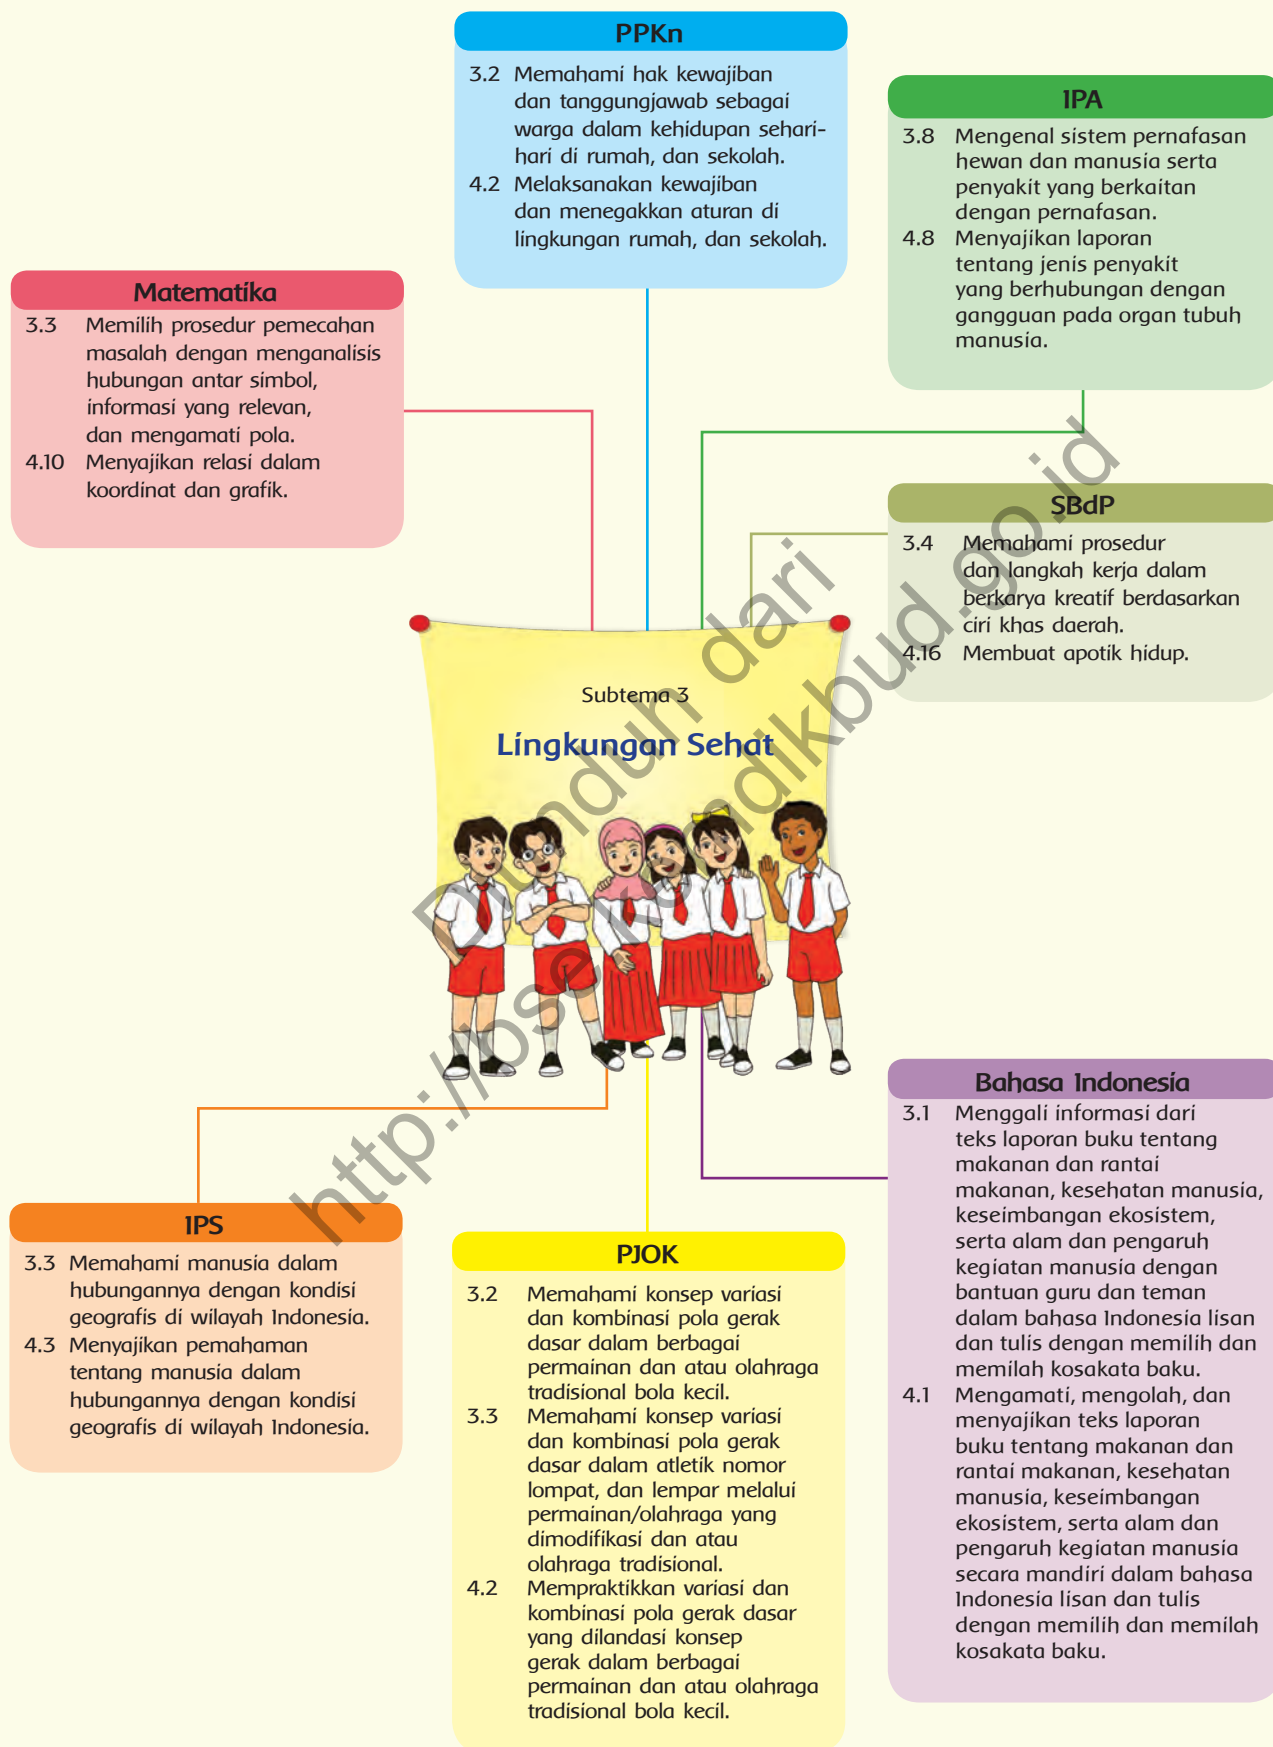 PPKn
3.2 Memahami hak kewajiban
dan tanggungjawab sebagai
warga dalam kehidupan sehari-
hari di rumah, dan sekolah.
4.2 Melaksanakan kewajiban
dan menegakkan aturan di
lingkungan rumah, dan sekolah.
IPA
3.8 Mengenal sistem pernafasan
hewan dan manusia serta
penyakit yang berkaitan
dengan pernafasan.
4.8 Menyajikan laporan
tentang jenis penyakit
yang berhubungan dengan
gangguan pada organ tubuh
manusia.
Matematika
3.3 Memilih prosedur pemecahan
masalah dengan menganalisis
hubungan antar simbol,
informasi yang relevan,
dan mengamati pola.
4.10 Menyajikan relasi dalam
koordinat dan grafik.
SBdP
3.4 Memahami prosedur
dan langkah kerja dalam
berkarya kreatif berdasarkan
ciri khas daerah.
4.16 Membuat apotik hidup.
Subtema 3
Lingkungan Sehat
Diunduh dari
http://bse.kemdikbud.go.id
Bahasa Indonesia
3.1 Menggali informasi dari
teks laporan buku tentang
makanan dan rantai
makanan, kesehatan manusia,
keseimbangan ekosistem,
serta alam dan pengaruh
kegiatan manusia dengan
bantuan guru dan teman
dalam bahasa Indonesia lisan
dan tulis dengan memilih dan
memilah kosakata baku.
4.1 Mengamati, mengolah, dan
menyajikan teks laporan
buku tentang makanan dan
rantai makanan, kesehatan
manusia, keseimbangan
ekosistem, serta alam dan
pengaruh kegiatan manusia
secara mandiri dalam bahasa
Indonesia lisan dan tulis
dengan memilih dan memilah
kosakata baku.
IPS
3.3 Memahami manusia dalam
hubungannya dengan kondisi
geografis di wilayah Indonesia.
4.3 Menyajikan pemahaman
tentang manusia dalam
hubungannya dengan kondisi
geografis di wilayah Indonesia.
PJOK
3.2 Memahami konsep variasi
dan kombinasi pola gerak
dasar dalam berbagai
permainan dan atau olahraga
tradisional bola kecil.
3.3 Memahami konsep variasi
dan kombinasi pola gerak
dasar dalam atletik nomor
lompat, dan lempar melalui
permainan/olahraga yang
dimodifikasi dan atau
olahraga tradisional.
4.2 Mempraktikkan variasi dan
kombinasi pola gerak dasar
yang dilandasi konsep
gerak dalam berbagai
permainan dan atau olahraga
tradisional bola kecil.